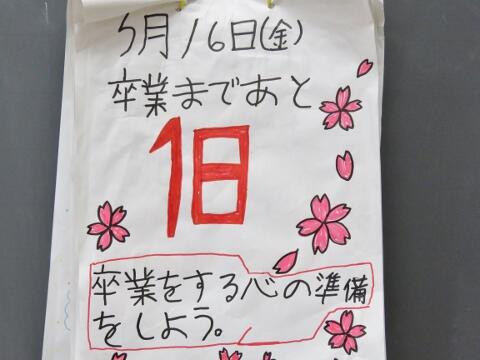 3月16日(金)
卒業まであと
1日
卒業をする心の準備
をしよう。